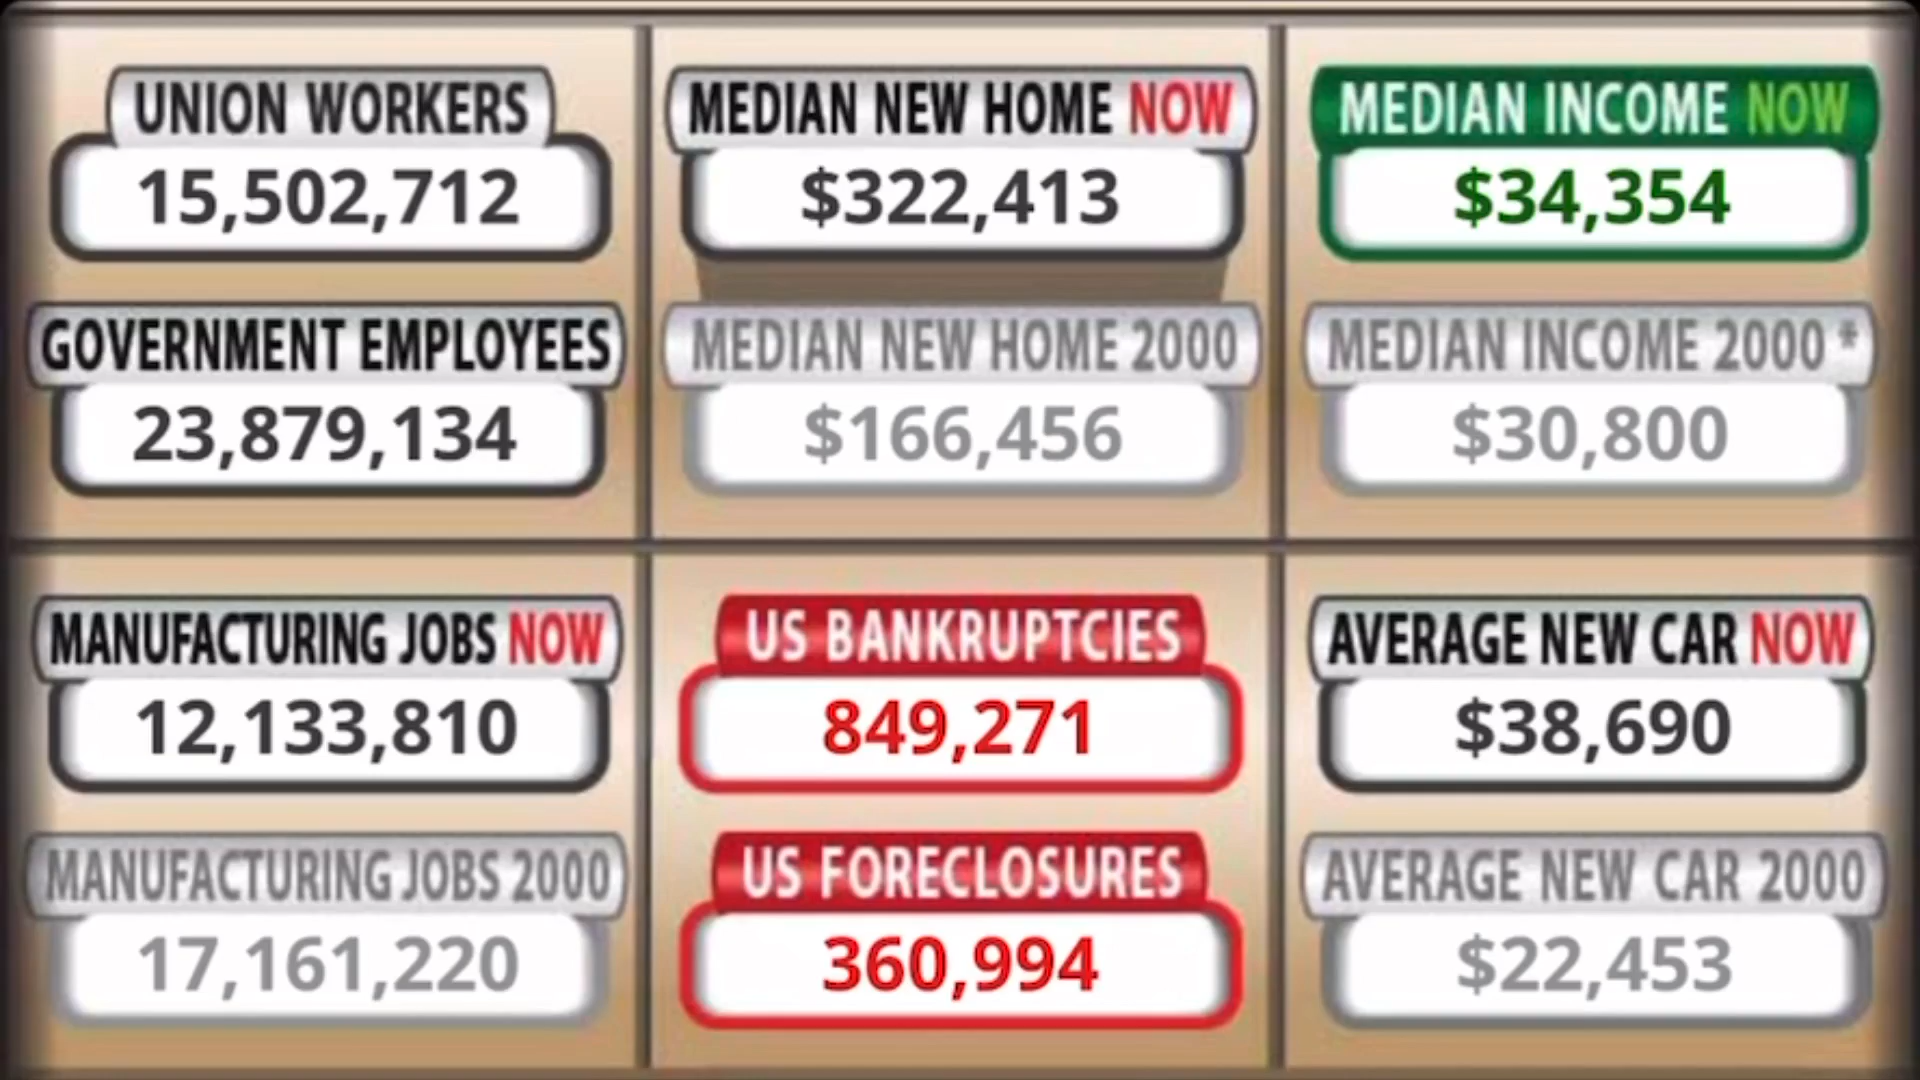 UNION WORKERS
15,502,712
GOVERNMENT EMPLOYEES
23,879,134
MEDIAN NEW HOME NOW
$322,413
MEDIAN NEW HOME 2000
$166,456
MEDIAN INCOME NOW
$34,354
MEDIAN INCOME 2000 *
$30,800
MANUFACTURING JOBS NOW
12,133,810
MANUFACTURING JOBS 2000
17,161,220
US BANKRUPTCIES
849,271
US FORECLOSURES
360,994
AVERAGE NEW CAR NOW
$38,690
AVERAGE NEW CAR 2000
$22,453